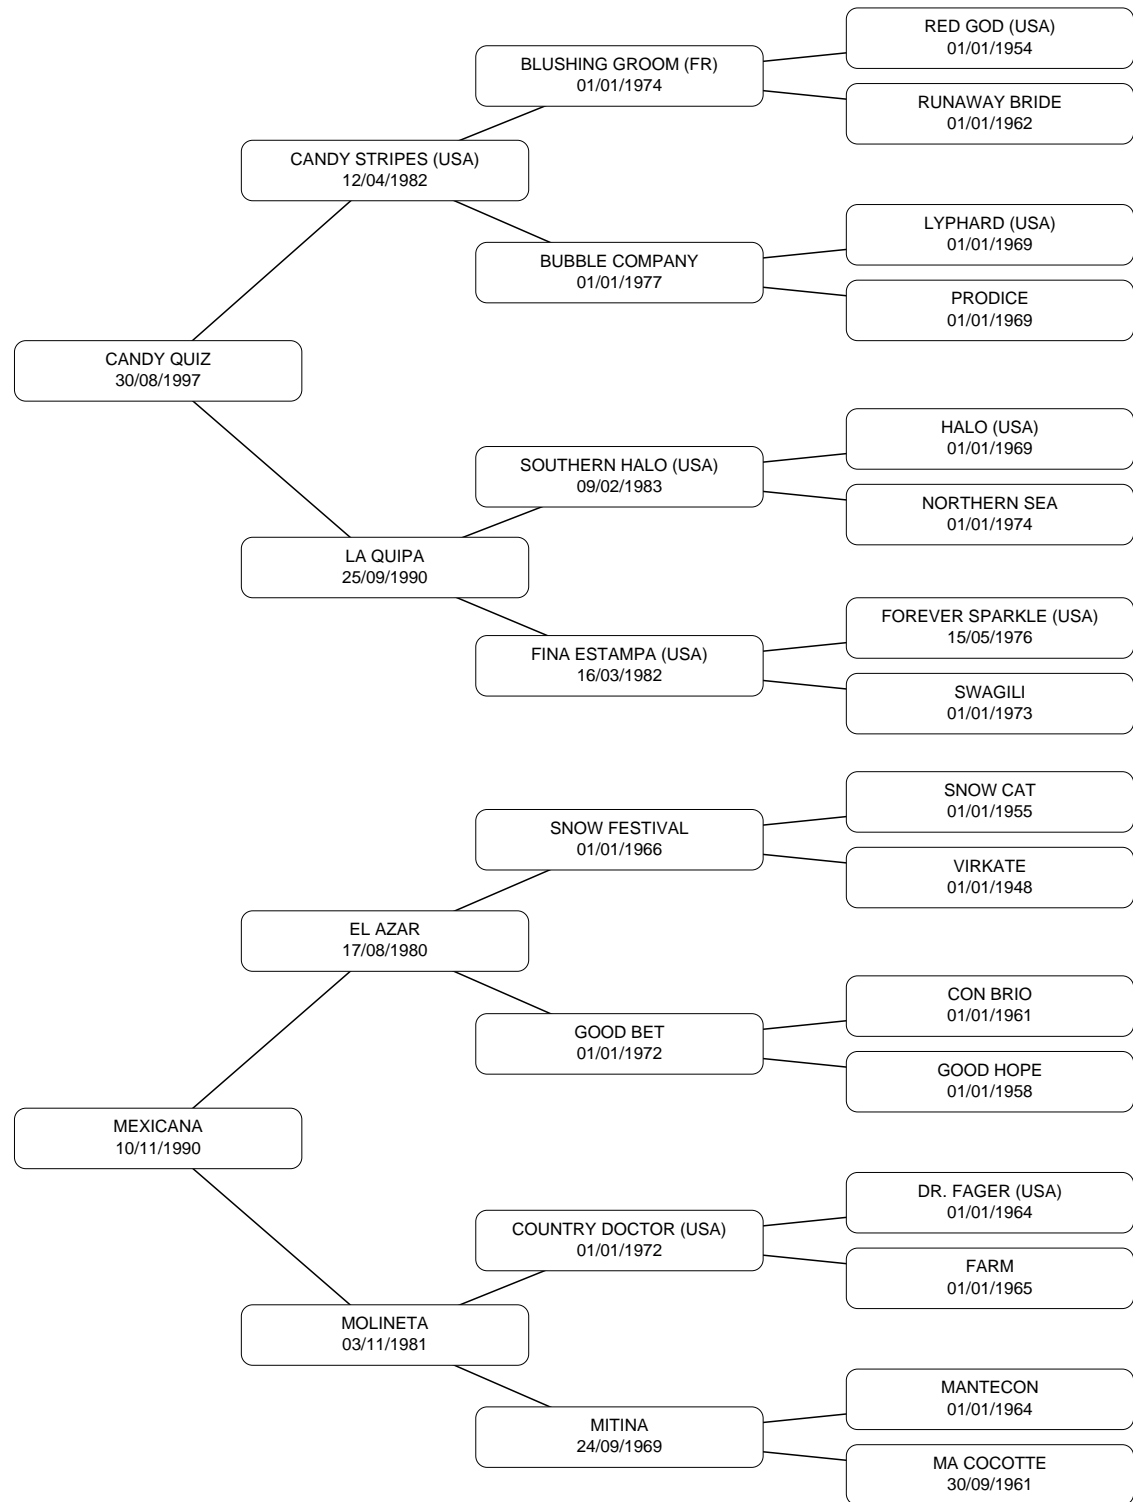 RED GOD (USA)
01/01/1954
BLUSHING GROOM (FR)
01/01/1974
RUNAWAY BRIDE
01/01/1962
CANDY STRIPES (USA)
12/04/1982
LYPHARD (USA)
01/01/1969
BUBBLE COMPANY
01/01/1977
PRODICE
01/01/1969
CANDY QUIZ
30/08/1997
HALO (USA)
01/01/1969
SOUTHERN HALO (USA)
09/02/1983
NORTHERN SEA
01/01/1974
LA QUIPA
25/09/1990
FOREVER SPARKLE (USA)
15/05/1976
FINA ESTAMPA (USA)
16/03/1982
SWAGILI
01/01/1973
SNOW CAT
01/01/1955
SNOW FESTIVAL
01/01/1966
VIRKATE
01/01/1948
EL AZAR
17/08/1980
CON BRIO
01/01/1961
GOOD BET
01/01/1972
GOOD HOPE
01/01/1958
MEXICANA
10/11/1990
DR. FAGER (USA)
01/01/1964
COUNTRY DOCTOR (USA)
01/01/1972
FARM
01/01/1965
MOLINETA
03/11/1981
MANTECON
01/01/1964
MITINA
24/09/1969
MA COCOTTE
30/09/1961